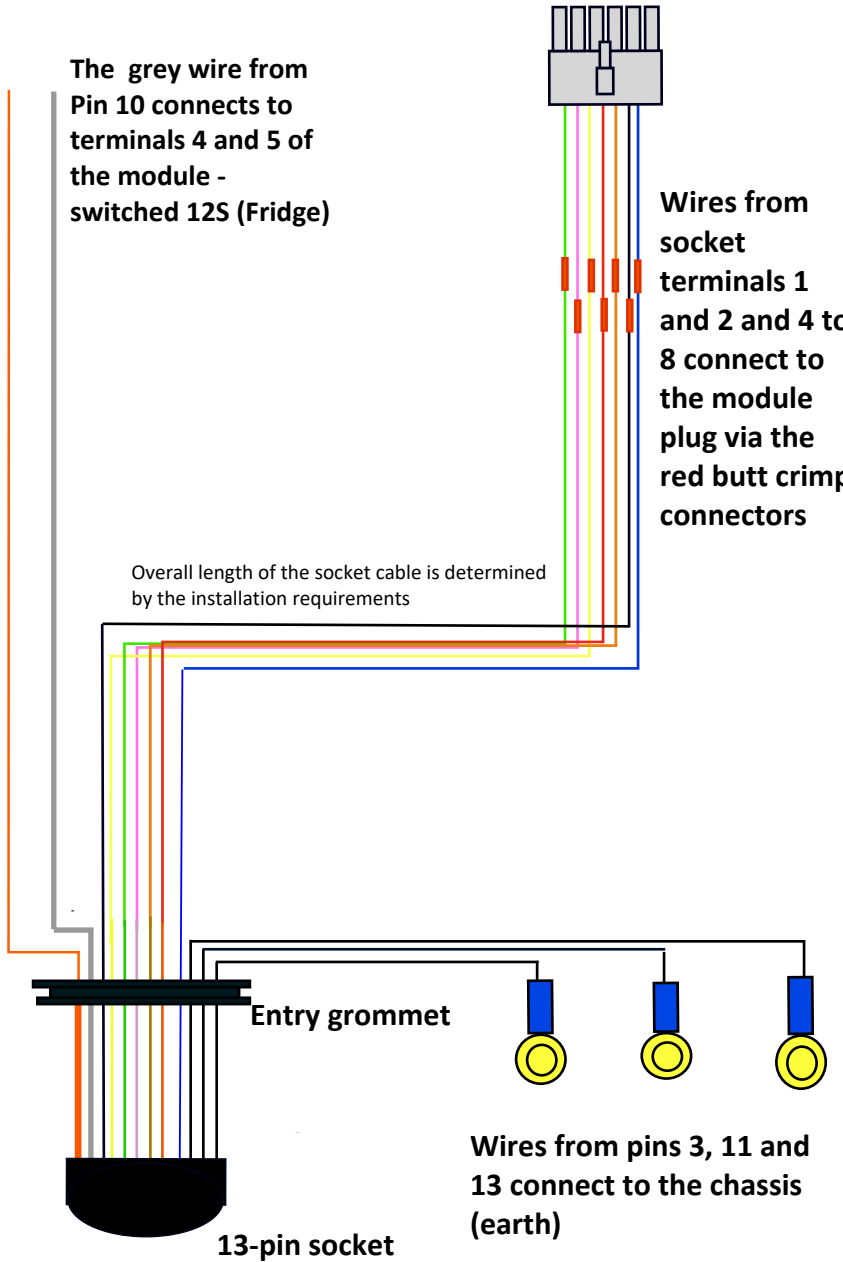 The  grey wire from
Pin 10 connects to
terminals 4 and 5 of
the module -
switched 12S (Fridge)
Wires from
socket
terminals 1
and 2 and 4 to
8 connect to
the module
plug via the
red butt crimp
connectors
Overall length of the socket cable is determined
by the installation requirements
Entry grommet
Wires from pins 3, 11 and
13 connect to the chassis
(earth)
13-pin socket